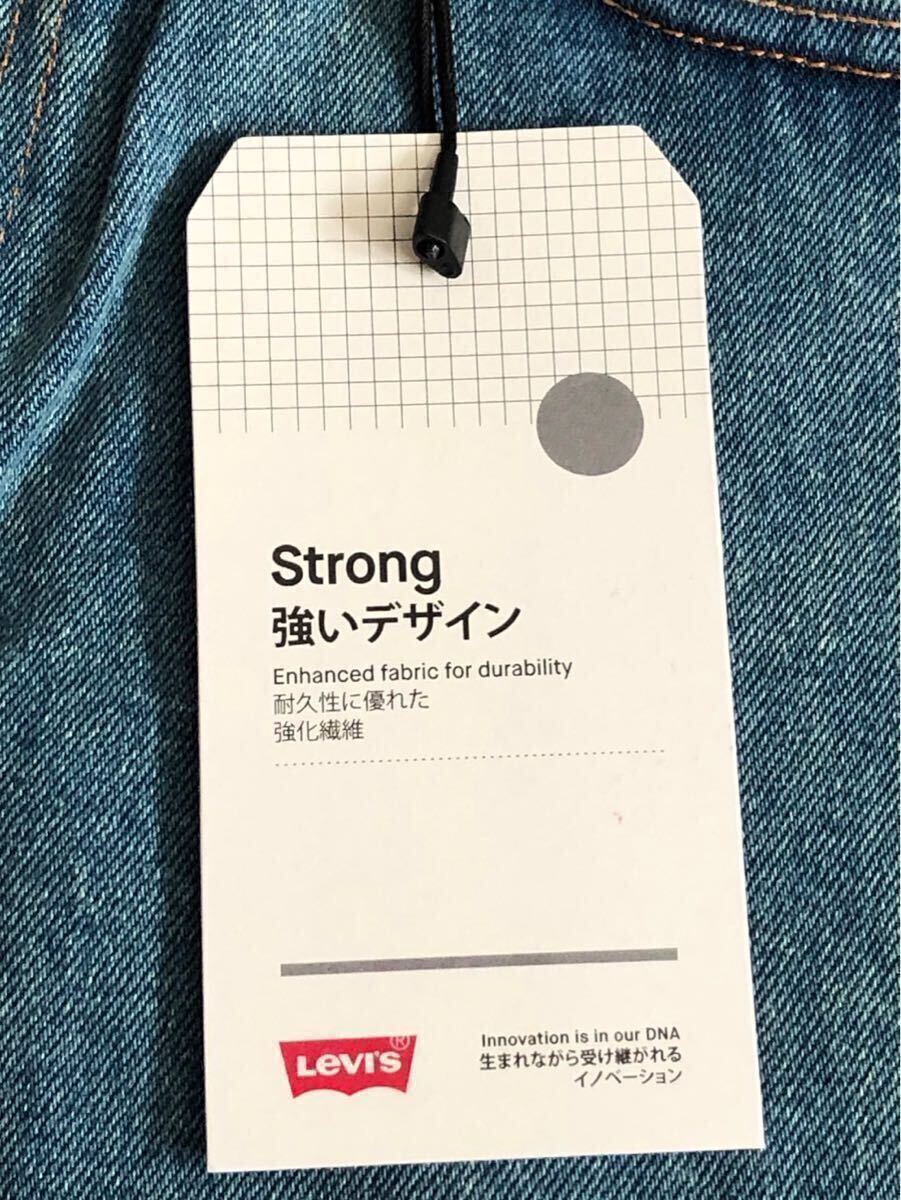 Strong
強いデザイン
Enhanced fabric for durability
耐久性に優れた
強化繊維
LEVI'S®
Innovation is in our DNA
生まれながら受け継がれる
イノベーション